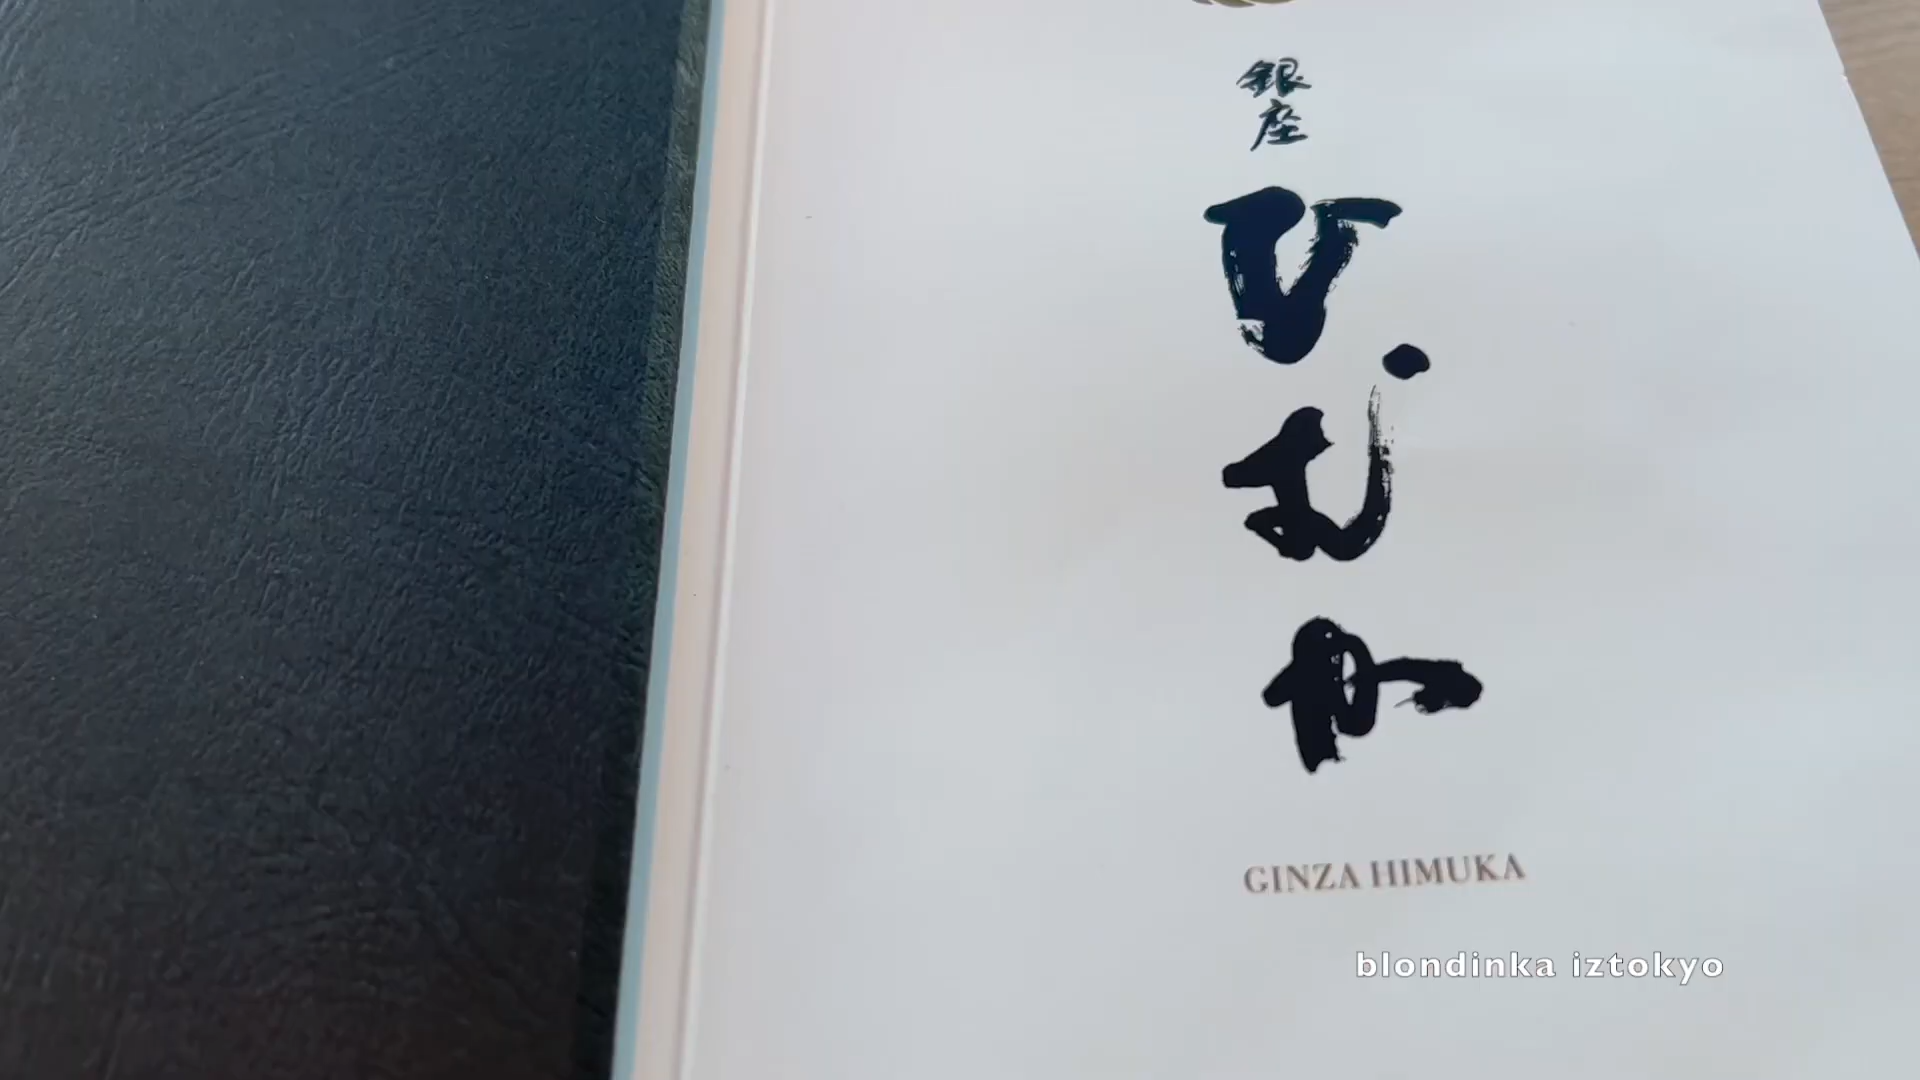 銀座
ひむか
GINZA HIMUKA
blondinka iztokyo